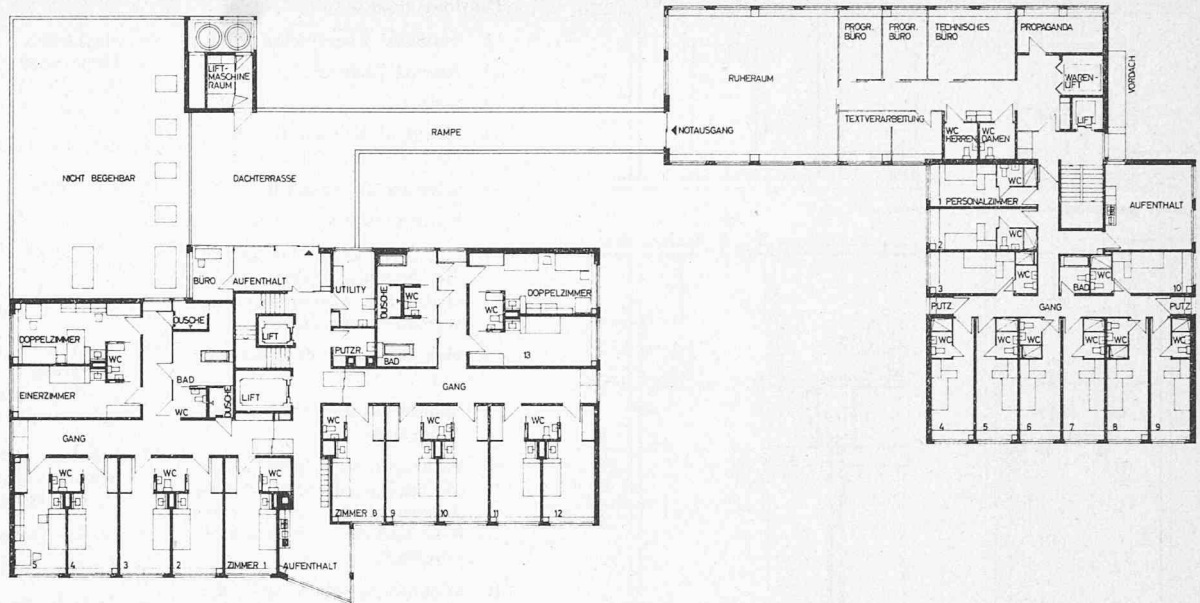 PROGR.
BÜRO
PROGR.
BÜRO
TECHNISCHES
BÜRO
PROPAGANDA
LIFT-
MASCHINE
RAUM
RUHERAUM
WAREN-
LIFT
VORDACH
LIFT
TEXTVERARBEITUNG
RAMPE
NOTAUSGANG
WC
HERREN
WC
DAMEN
NICHT BEGEHBAR
DACHTERRASSE
WC
1 PERSONALZIMMER
AUFENTHALT
2
WC
3
WC
BAD
WC
10
BÜRO
AUFENTHALT
UTILITY
DUSCHE
WC
WC
DOPPELZIMMER
PUTZ
GANG
PUTZ
DUSCHE
DOPPELZIMMER
WC
LIFT
PUTZR.
BAD
13
WC
WC
WC
WC
WC
WC
EINERZIMMER
BAD
WC
DUSCHE
LIFT
GANG
4
5
6
7
8
9
GANG
WC
WC
WC
WC
WC
WC
ZIMMER 8
9
10
11
12
5
4
3
2
ZIMMER 1
AUFENTHALT